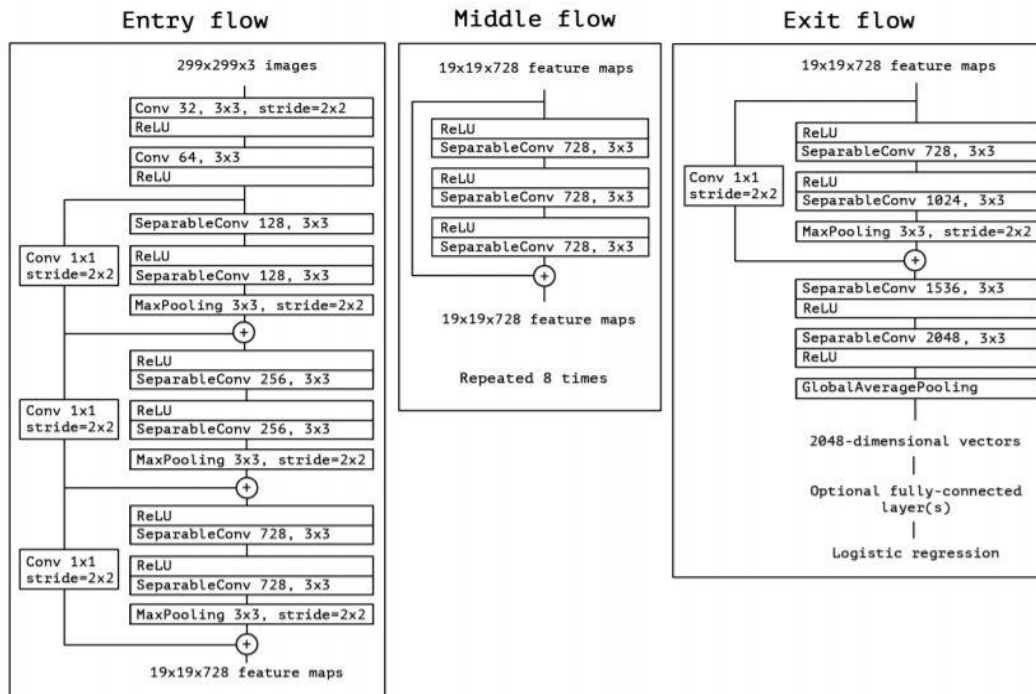 Entry flow
299x299x3 images
Conv 32, 3x3, stride=2x2
ReLU
Conv 64, 3x3
ReLU
SeparableConv 128, 3x3
Conv 1x1
stride=2x2
ReLU
SeparableConv 128, 3x3
MaxPooling 3x3, stride=2x2
+
ReLU
SeparableConv 256, 3x3
Conv 1x1
stride=2x2
ReLU
SeparableConv 256, 3x3
MaxPooling 3x3, stride=2x2
+
ReLU
SeparableConv 728, 3x3
Conv 1x1
stride=2x2
ReLU
SeparableConv 728, 3x3
MaxPooling 3x3, stride=2x2
+
19x19x728 feature maps
Middle flow
19x19x728 feature maps
ReLU
SeparableConv 728, 3x3
ReLU
SeparableConv 728, 3x3
ReLU
SeparableConv 728, 3x3
+
19x19x728 feature maps
Repeated 8 times
Exit flow
19x19x728 feature maps
ReLU
SeparableConv 728, 3x3
Conv 1x1
stride=2x2
ReLU
SeparableConv 1024, 3x3
MaxPooling 3x3, stride=2x2
+
SeparableConv 1536, 3x3
ReLU
SeparableConv 2048, 3x3
ReLU
GlobalAveragePooling
2048-dimensional vectors
Optional fully-connected
layer(s)
Logistic regression